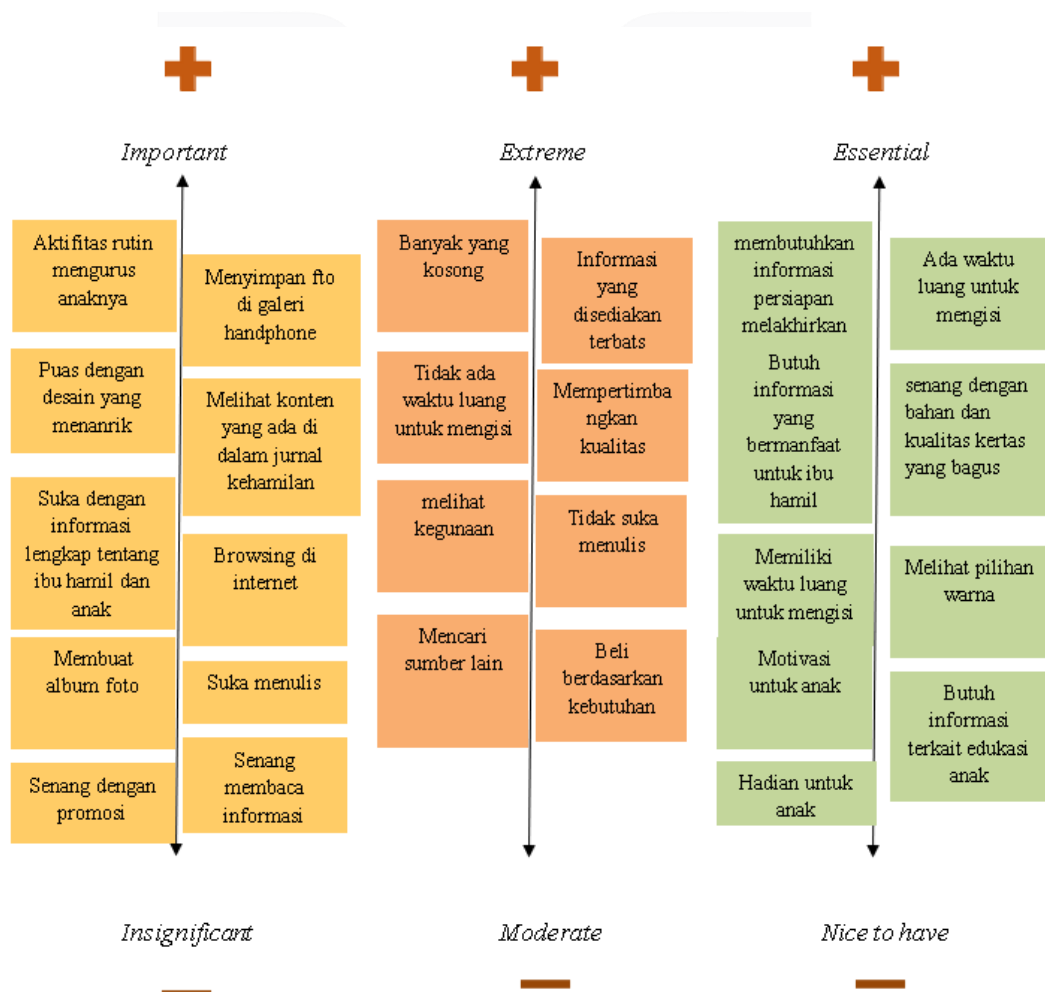 Important
Extreme
Essential
Aktifitas rutin
mengurus
anaknya
Menyimpan fto
di galeri
handphone
Puas dengan
desain yang
menanrik
Melihat konten
yang ada di
dalam jurnal
kehamilan
Suka dengan
informasi
lengkap tentang
ibu hamil dan
anak
Browsing di
internet
Membuat
album foto
Suka menulis
Senang dengan
promosi
Senang
membaca
informasi
Banyak yang
kosong
Informasi
yang
disediakan
terbats
Tidak ada
waktu luang
untuk mengisi
Mempertimba
ngkan
kualitas
melihat
kegunaan
Tidak suka
menulis
Mencari
sumber lain
Beli
berdasarkan
kebutuhan
membutuhkan
informasi
persiapan
melakhirkan
Ada waktu
luang untuk
mengisi
Butuh
informasi
yang
bermanfaat
untuk ibu
hamil
senang dengan
bahan dan
kualitas kertas
yang bagus
Memiliki
waktu luang
untuk mengisi
Melihat pilihan
warna
Motivasi
untuk anak
Butuh
informasi
terkait edukasi
anak
Hadian untuk
anak
Insignificant
Moderate
Nice to have